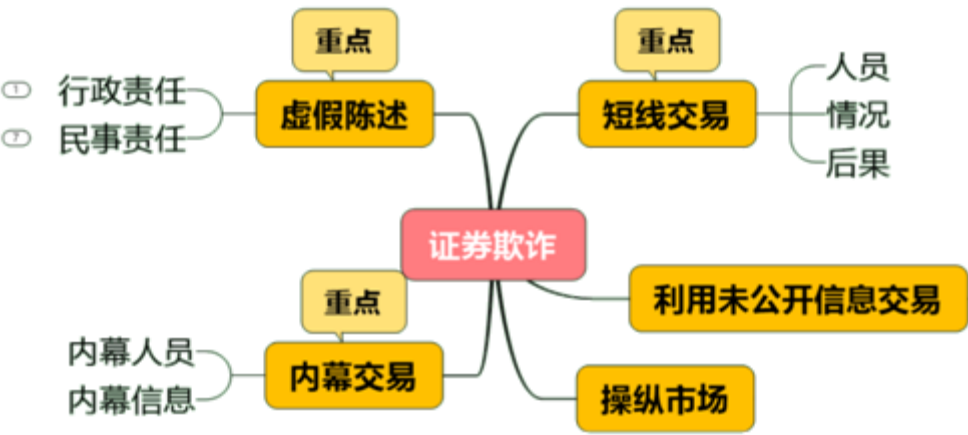 重点
虚假陈述
1
行政责任
7
民事责任
重点
短线交易
人员
情况
后果
证券欺诈
利用未公开信息交易
操纵市场
重点
内幕交易
内幕人员
内幕信息